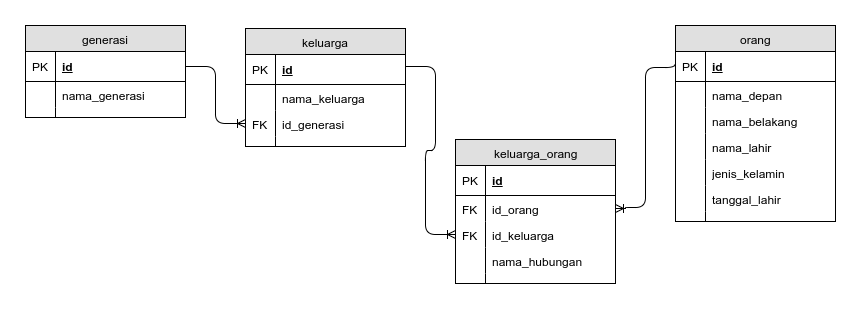 generasi
PK id
nama_generasi
keluarga
PK id
nama_keluarga
FK id_generasi
keluarga_orang
PK id
FK id_orang
FK id_keluarga
nama_hubungan
orang
PK id
nama_depan
nama_belakang
nama_lahir
jenis_kelamin
tanggal_lahir